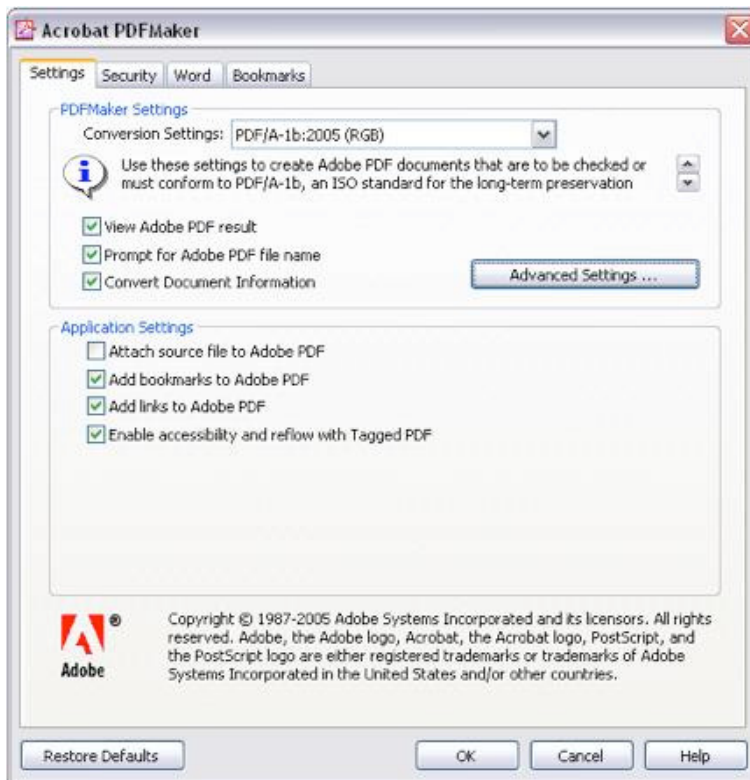 Acrobat PDFMaker
Settings Security Word Bookmarks
PDFMaker Settings
Conversion Settings: PDF/A-1b:2005 (RGB)
Use these settings to create Adobe PDF documents that are to be checked or
must conform to PDF/A-1b, an ISO standard for the long-term preservation
View Adobe PDF result
Prompt for Adobe PDF file name
Convert Document Information
Advanced Settings ...
Application Settings
Attach source file to Adobe PDF
Add bookmarks to Adobe PDF
Add links to Adobe PDF
Enable accessibility and reflow with Tagged PDF
Adobe ®
Copyright © 1987-2005 Adobe Systems Incorporated and its licensors. All rights
reserved. Adobe, the Adobe logo, Acrobat, the Acrobat logo, PostScript, and
the PostScript logo are either registered trademarks or trademarks of Adobe
Systems Incorporated in the United States and/or other countries.
Restore Defaults OK Cancel Help